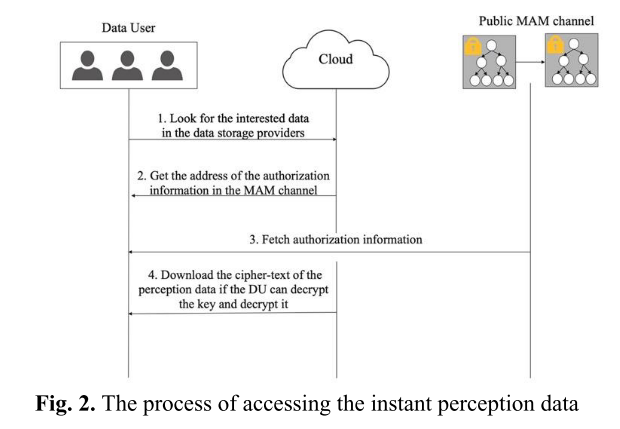 Data User
Cloud
Public MAM channel
1. Look for the interested data
in the data storage providers
2. Get the address of the authorization
information in the MAM channel
3. Fetch authorization information
4. Download the cipher-text of the
perception data if the DU can decrypt
the key and decrypt it
Fig. 2. The process of accessing the instant perception data